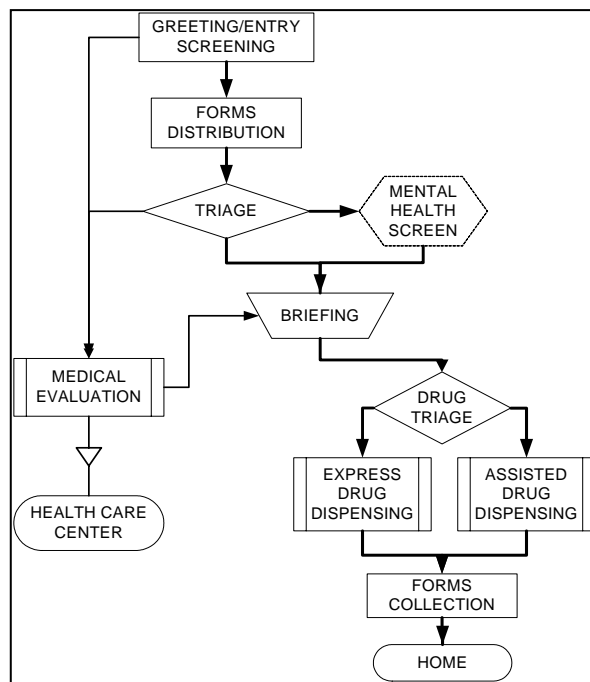 GREETING/ENTRY
SCREENING
FORMS
DISTRIBUTION
TRIAGE
MENTAL
HEALTH
SCREEN
BRIEFING
MEDICAL
EVALUATION
DRUG
TRIAGE
EXPRESS
DRUG
DISPENSING
ASSISTED
DRUG
DISPENSING
HEALTH CARE
CENTER
FORMS
COLLECTION
HOME